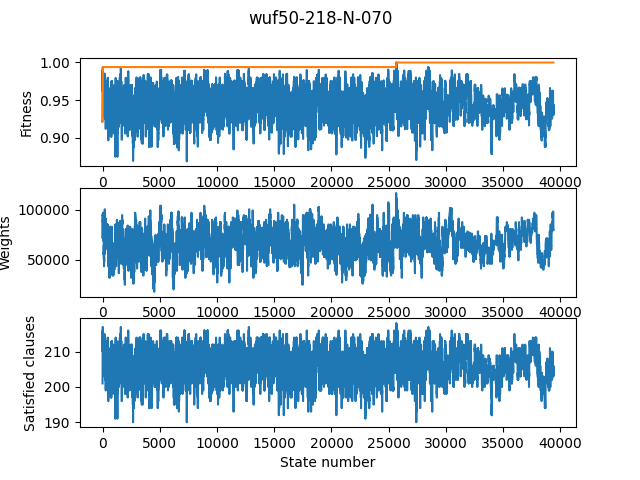 wuf50-218-N-070
1.00
0.95
0.90
Fitness
0 5000 10000 15000 20000 25000 30000 35000 40000
100000
50000
Weights
0 5000 10000 15000 20000 25000 30000 35000 40000
210
200
190
Satisfied clauses
0 5000 10000 15000 20000 25000 30000 35000 40000
State number